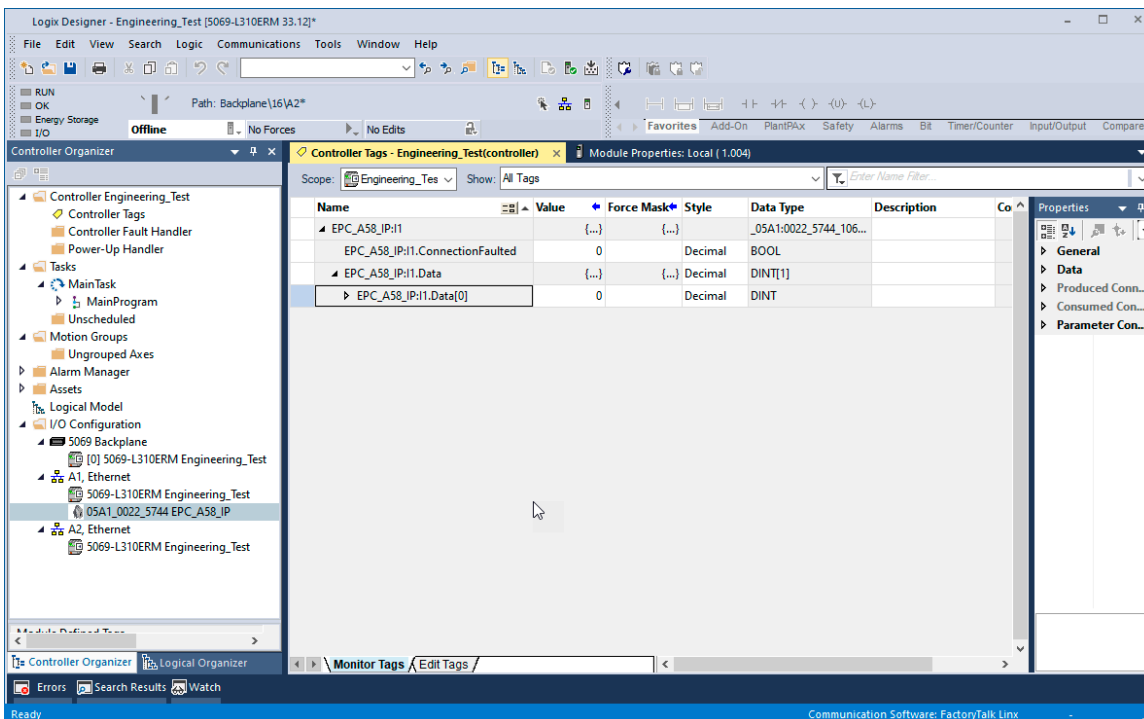 Logix Designer - Engineering_Test [5069-L310ERM 33.12]*
File Edit View Search Logic Communications Tools Window Help
RUN
OK
Energy Storage
I/O
Path: Backplane\16\A2*
Offline
No Forces
No Edits
Favorites Add-On PlantPAx Safety Alarms Bit Timer/Counter Input/Output Compare
Controller Organizer
Controller Tags - Engineering_Test(controller)
Module Properties: Local (1.004)
Scope: Engineering_Tes Show: All Tags
Enter Name Filter...
Controller Engineering_Test
Controller Tags
Controller Fault Handler
Power-Up Handler
Tasks
MainTask
MainProgram
Unscheduled
Motion Groups
Ungrouped Axes
Alarm Manager
Assets
Logical Model
I/O Configuration
5069 Backplane
[0] 5069-L310ERM Engineering_Test
A1, Ethernet
5069-L310ERM Engineering_Test
05A1_0022_5744 EPC_A58_IP
A2, Ethernet
5069-L310ERM Engineering_Test
Name Value Force Mask Style Data Type Description Co
EPC_A58_IP:I1 {...} {...} _05A1:0022_5744_106...
EPC_A58_IP:I1.ConnectionFaulted 0 Decimal BOOL
EPC_A58_IP:I1.Data {...} {...} Decimal DINT[1]
EPC_A58_IP:I1.Data[0] 0 Decimal DINT
Properties
General
Data
Produced Conn...
Consumed Con...
Parameter Con...
Controller Organizer Logical Organizer
Monitor Tags Edit Tags
Errors Search Results Watch
Ready
Communication Software: FactoryTalk Linx